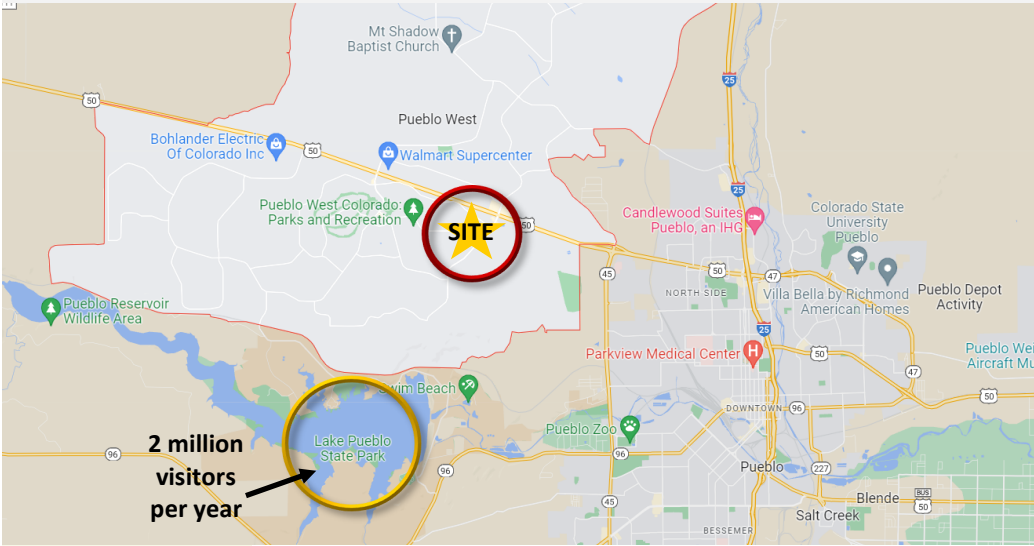 Mt Shadow
Baptist Church
25
50
Pueblo West
Bohlander Electric
Of Colorado Inc
50
Walmart Supercenter
25
Pueblo West Colorado:
Parks and Recreation
SITE
50
Candlewood Suites
Pueblo, an IHG
Colorado State
University
Pueblo
45
50
47
NORTH SIDE
Villa Bella by Richmond
American Homes
Pueblo Depot
Activity
Pueblo Reservoir
Wildlife Area
25
Parkview Medical Center
50
Pueblo We
Aircraft Mu
47
Swim Beach
50
DOWNTOWN
96
2 million
visitors
per year
Lake Pueblo
State Park
Pueblo Zoo
96
96
96
Pueblo
227
45
Blende
BUS
50
Salt Creek
BESSEMER